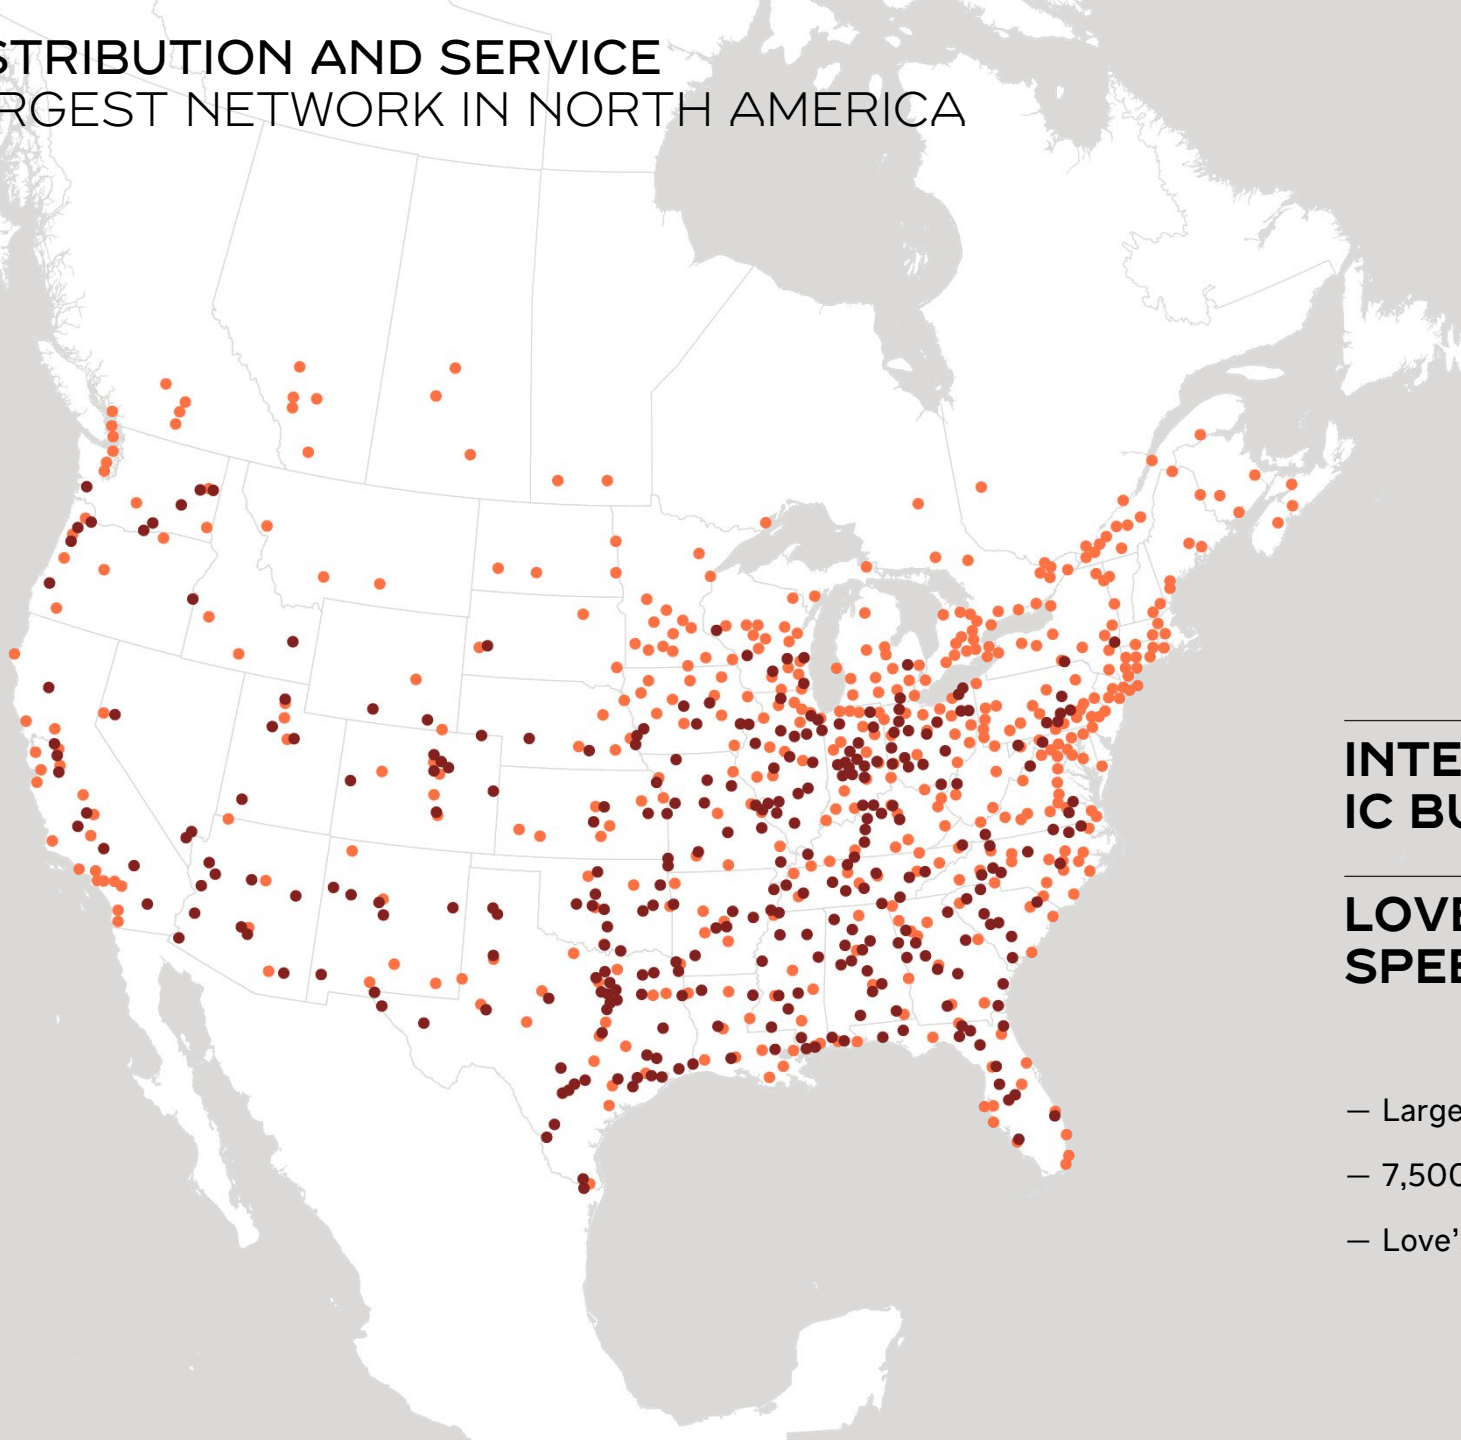 STRIBUTION AND SERVICE
RGEST NETWORK IN NORTH AMERICA
INTE
IC BU
LOVE
SPEE
— Large
— 7,500
— Love'